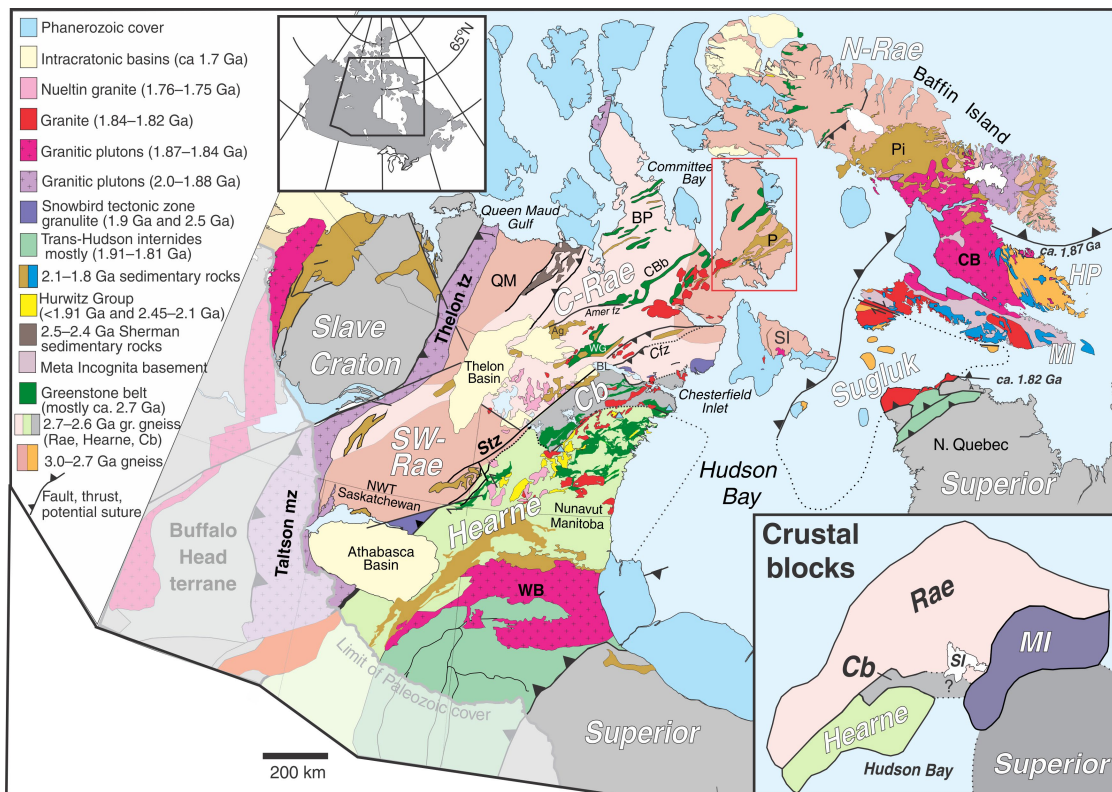 Phanerozoic cover
Intracratonic basins (ca 1.7 Ga)
Nueltin granite (1.76–1.75 Ga)
Granite (1.84–1.82 Ga)
Granitic plutons (1.87–1.84 Ga)
Granitic plutons (2.0–1.88 Ga)
Snowbird tectonic zone
granulite (1.9 Ga and 2.5 Ga)
Trans-Hudson internides
mostly (1.91–1.81 Ga)
2.1–1.8 Ga sedimentary rocks
Hurwitz Group
(<1.91 Ga and 2.45–2.1 Ga)
2.5–2.4 Ga Sherman
sedimentary rocks
Meta Incognita basement
Greenstone belt
(mostly ca. 2.7 Ga)
2.7–2.6 Ga gr. gneiss
(Rae, Hearne, Cb)
3.0–2.7 Ga gneiss
Fault, thrust,
potential suture
65°N
N-Rae
Baffin Island
Pi
Committee
Bay
Queen Maud
Gulf
BP
P
QM
CBb
C-Rae
Amer tz
ca. 1.87 Ga
CB
HP
MI
Slave
Craton
Thelon tz
Ag
WG
Cfz
SI
Thelon
Basin
BL
Cb
Chesterfield
Inlet
Sugluk
ca. 1.82 Ga
SW-
Rae
Stz
NWT
Saskatchewan
Hudson
Bay
N. Quebec
Superior
Hearne
Nunavut
Manitoba
Buffalo
Head
terrane
Taltson mz
Athabasca
Basin
WB
Limit of Paleozoic cover
Superior
200 km
Crustal
blocks
Rae
MI
SI
Cb
?
Hearne
Hudson Bay
Superior